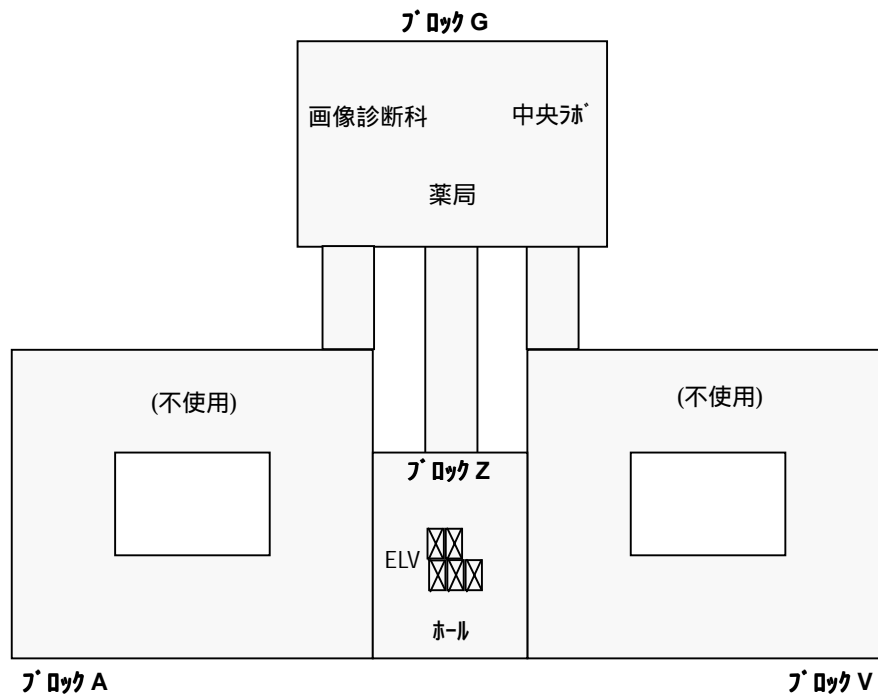 ﾌﾞﾛｯｸ G
画像診断科 中央ﾗﾎﾞ
薬局
(不使用) (不使用)
ﾌﾞﾛｯｸ Z
ELV
ﾎｰﾙ
ﾌﾞﾛｯｸ A ﾌﾞﾛｯｸ V